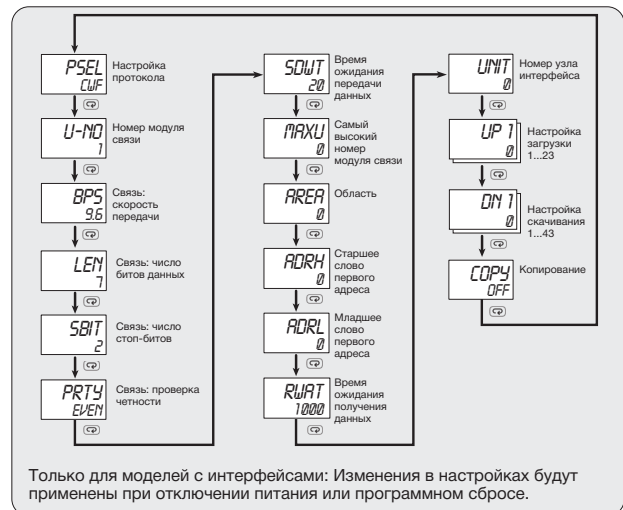 PSEL
CWF
Настройка
протокола
U-NO
1
Номер модуля
связи
BPS
9.6
Связь:
скорость
передачи
LEN
7
Связь: число
битов данных
SBIT
2
Связь: число
стоп-битов
PRTY
EVEN
Связь: проверка
четности
SDWT
20
Время
ожидания
передачи
данных
MAXU
0
Самый
высокий
номер
модуля связи
AREA
0
Область
ADRH
0
Старшее
слово
первого
адреса
ADRL
0
Младшее
слово
первого
адреса
RWAT
1000
Время
ожидания
получения
данных
UNIT
0
Номер узла
интерфейса
UP 1
0
Настройка
загрузки
1...23
DN 1
0
Настройка
скачивания
1...43
COPY
OFF
Копирование
Только для моделей с интерфейсами: Изменения в настройках будут
применены при отключении питания или программном сбросе.